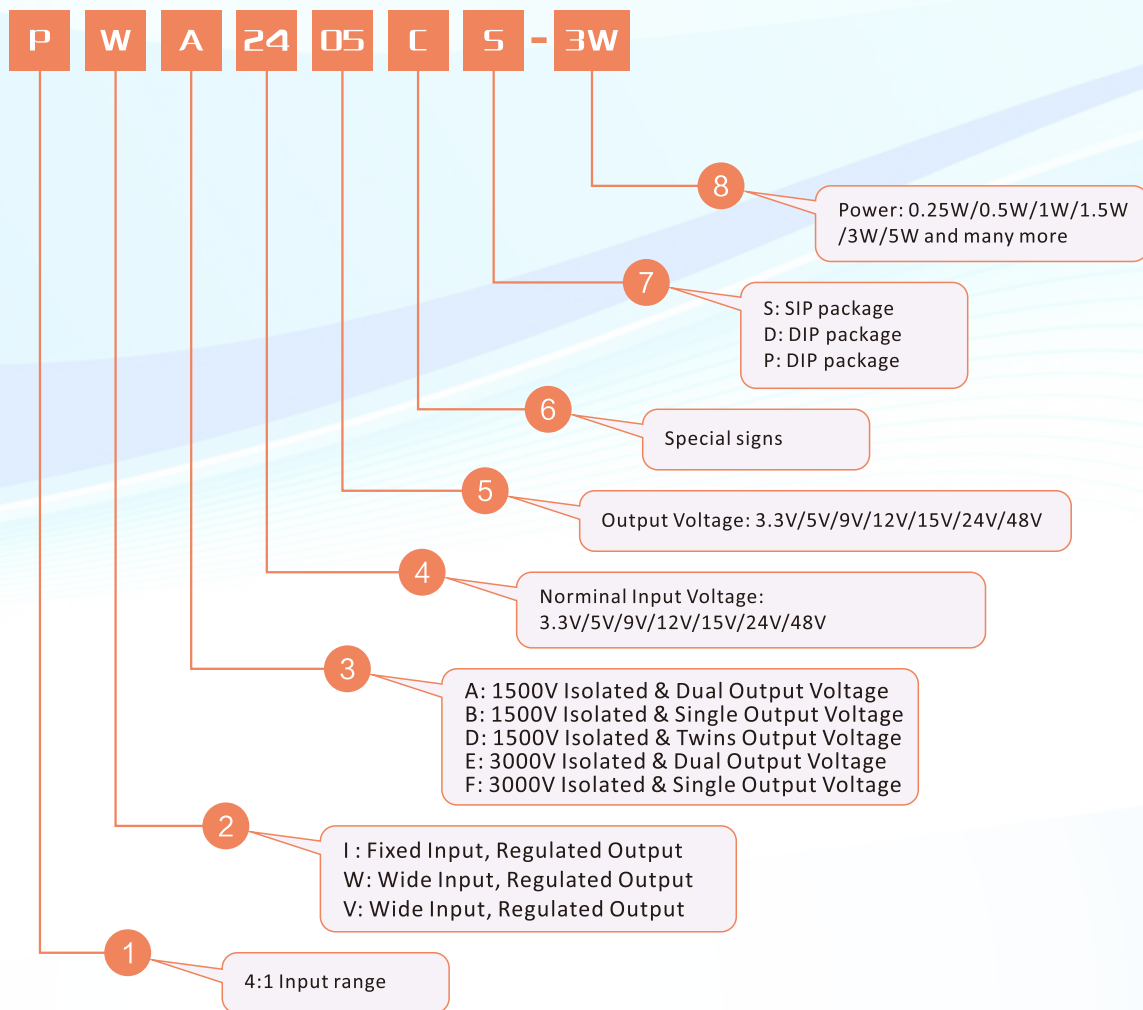 P W A 24 05 C S - 3W
8
Power: 0.25W/0.5W/1W/1.5W
/3W/5W and many more
7
S: SIP package
D: DIP package
P: DIP package
6
Special signs
5
Output Voltage: 3.3V/5V/9V/12V/15V/24V/48V
4
Norminal Input Voltage:
3.3V/5V/9V/12V/15V/24V/48V
3
A: 1500V Isolated & Dual Output Voltage
B: 1500V Isolated & Single Output Voltage
D: 1500V Isolated & Twins Output Voltage
E: 3000V Isolated & Dual Output Voltage
F: 3000V Isolated & Single Output Voltage
2
I : Fixed Input, Regulated Output
W: Wide Input, Regulated Output
V: Wide Input, Regulated Output
1
4:1 Input range